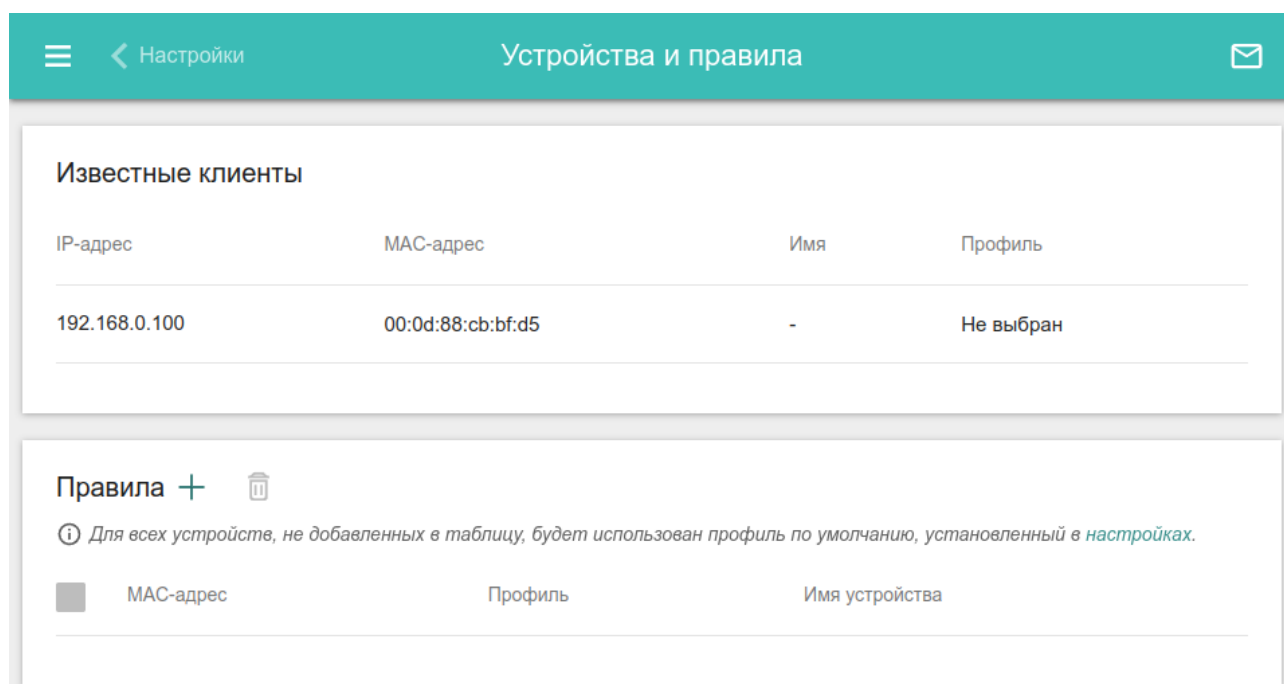 Настройки Устройства и правила
Известные клиенты
IP-адрес MAC-адрес Имя Профиль
192.168.0.100 00:0d:88:cb:bf:d5 - Не выбран
Правила
Для всех устройств, не добавленных в таблицу, будет использован профиль по умолчанию, установленный в настройках.
MAC-адрес Профиль Имя устройства